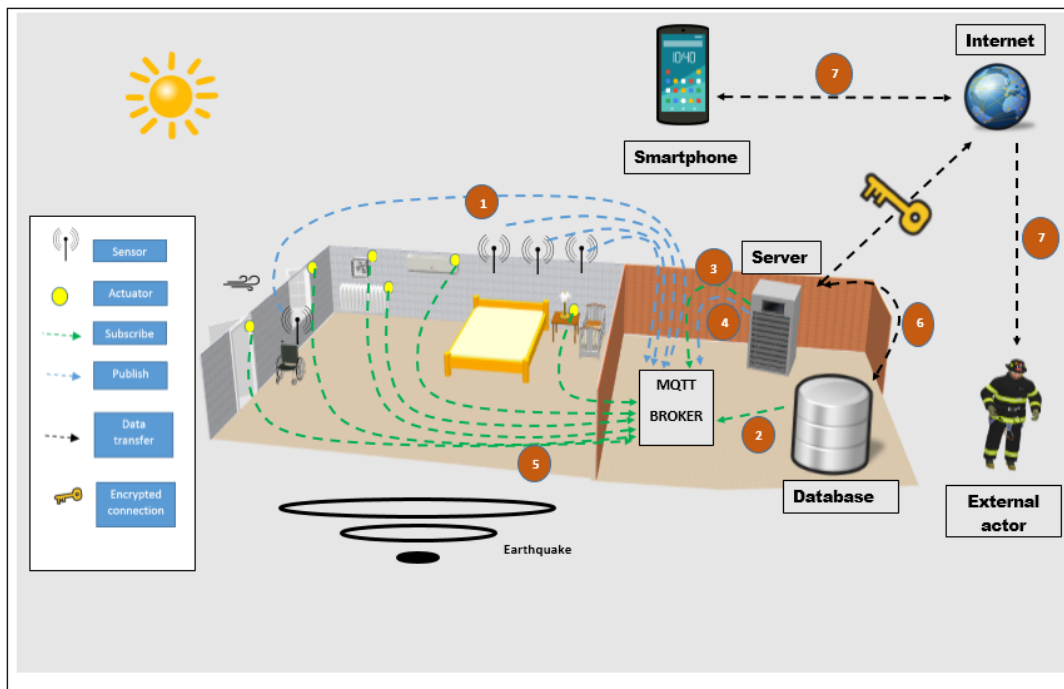 Internet
10:40
7
Smartphone
1
7
Sensor
Server
3
Actuator
4
6
Subscribe
Publish
MQTT
BROKER
Data
transfer
2
5
Database
External
actor
Encrypted
connection
Earthquake